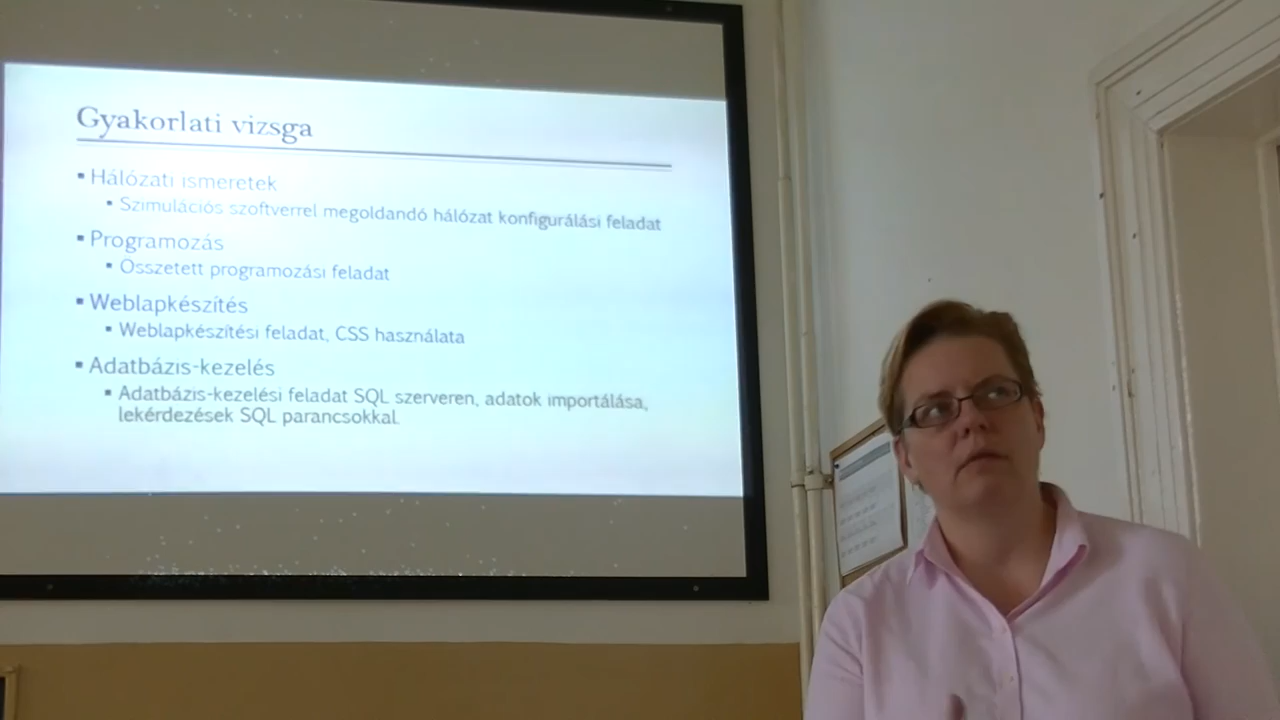 Gyakorlati vizsga
▪ Hálózati ismeretek
▪ Szimulációs szoftverrel megoldandó hálózat konfigurálási feladat
▪ Programozás
▪ Összetett programozási feladat
▪ Weblapkészítés
▪ Weblapkészítési feladat, CSS használata
▪ Adatbázis-kezelés
▪ Adatbázis-kezelési feladat SQL szerveren, adatok importálása,
lekérdezések SQL parancsokkal.